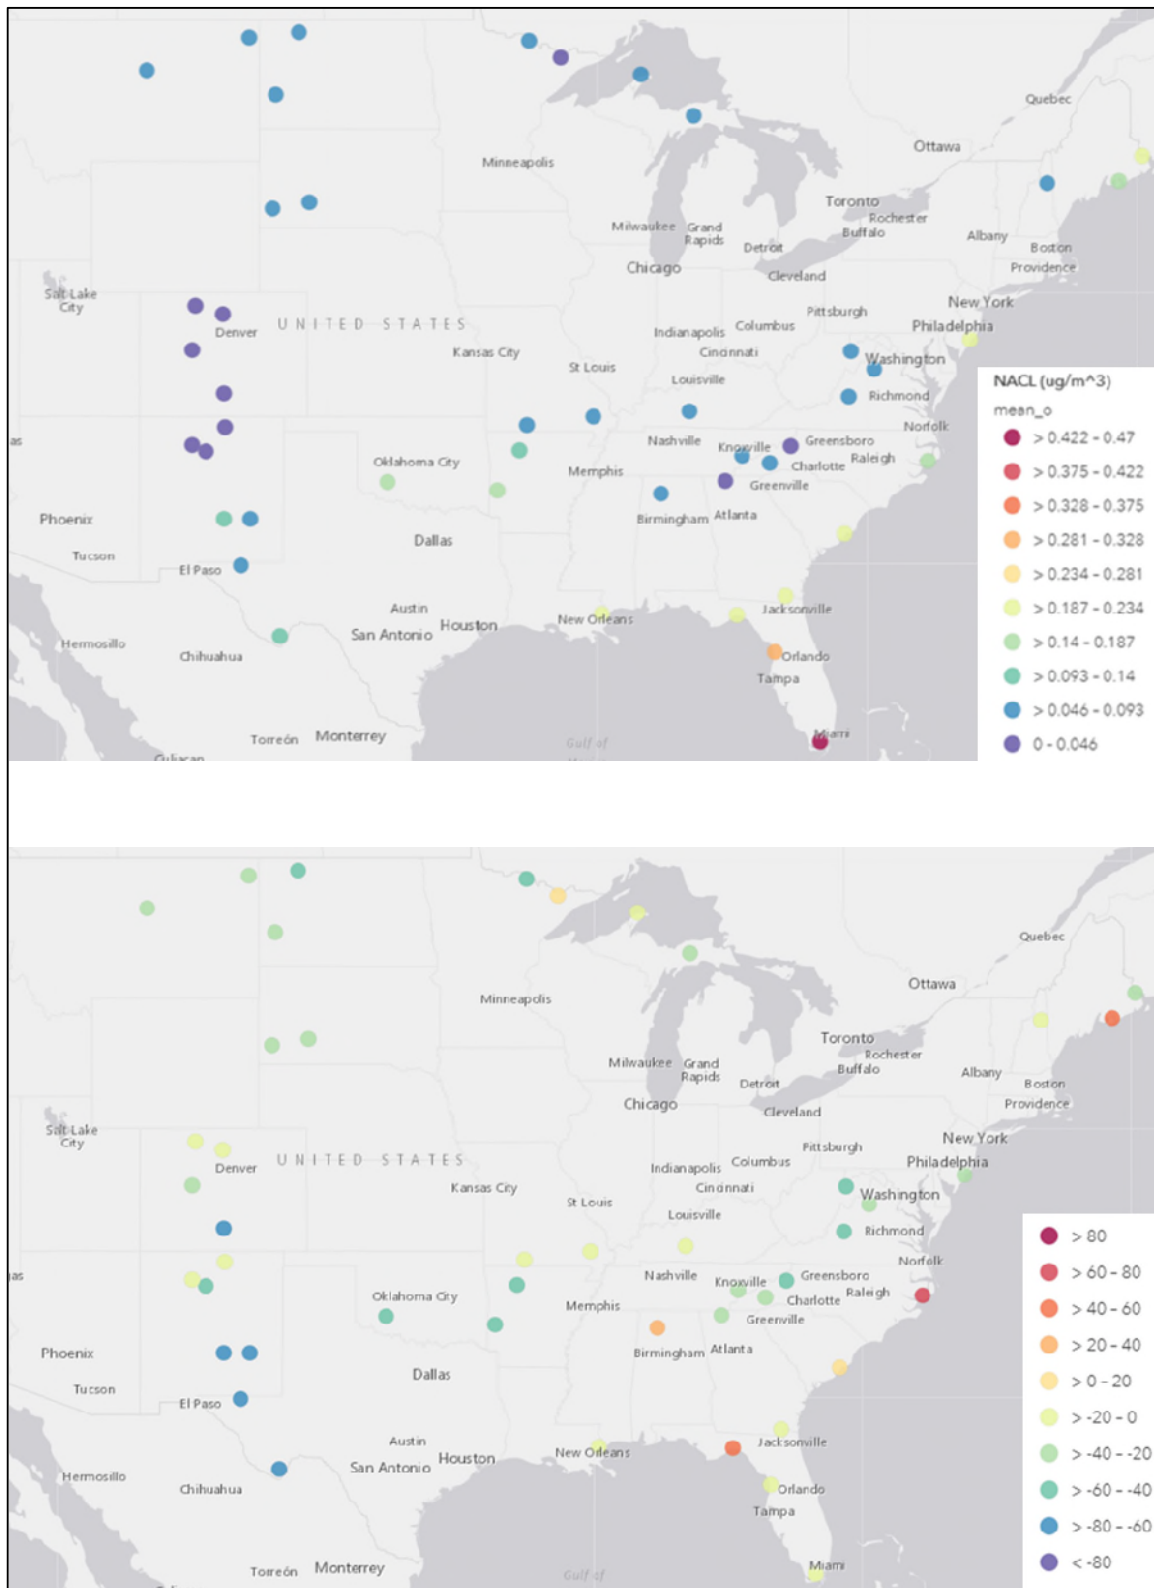 Quebec
Ottawa
Minneapolis
Toronto
Rochester
Milwaukee
Grand
Rapids
Buffalo
Albany
Detroit
Boston
Chicago
Cleveland
Providence
Salt Lake
City
New York
Pittsburgh
Denver
UNITED STATES
Indianapolis
Columbus
Philadelphia
Kansas City
Cincinnati
Washington
St Louis
Louisville
Richmond
NACL (ug/m^3)
mean_o
as
Nashville
Knoxville
Greensboro
Norfolk
Oklahoma City
Memphis
Charlotte
Raleigh
Greenville
Phoenix
Birmingham
Atlanta
Tucson
Dallas
El Paso
Austin
Houston
New Orleans
Jacksonville
San Antonio
Hermosillo
Chihuahua
Orlando
Tampa
Torreón
Monterrey
Miami
Gulf of
Culiacan
> 0.422 - 0.47
> 0.375 - 0.422
> 0.328 - 0.375
> 0.281 - 0.328
> 0.234 - 0.281
> 0.187 - 0.234
> 0.14 - 0.187
> 0.093 - 0.14
> 0.046 - 0.093
0 - 0.046
Quebec
Ottawa
Minneapolis
Toronto
Rochester
Milwaukee
Grand
Rapids
Buffalo
Albany
Detroit
Boston
Chicago
Cleveland
Providence
Salt Lake
City
New York
Pittsburgh
Denver
UNITED STATES
Indianapolis
Columbus
Philadelphia
Kansas City
Cincinnati
Washington
St Louis
Louisville
Richmond
gas
Nashville
Knoxville
Greensboro
Norfolk
Oklahoma City
Memphis
Charlotte
Raleigh
Greenville
Phoenix
Birmingham
Atlanta
Tucson
Dallas
El Paso
Austin
Houston
New Orleans
Jacksonville
San Antonio
Hermosillo
Chihuahua
Orlando
Tampa
Torreón
Monterrey
Miami
Gulf of
> 80
> 60 - 80
> 40 - 60
> 20 - 40
> 0 - 20
> -20 - 0
> -40 - -20
> -60 - -40
> -80 - -60
< -80